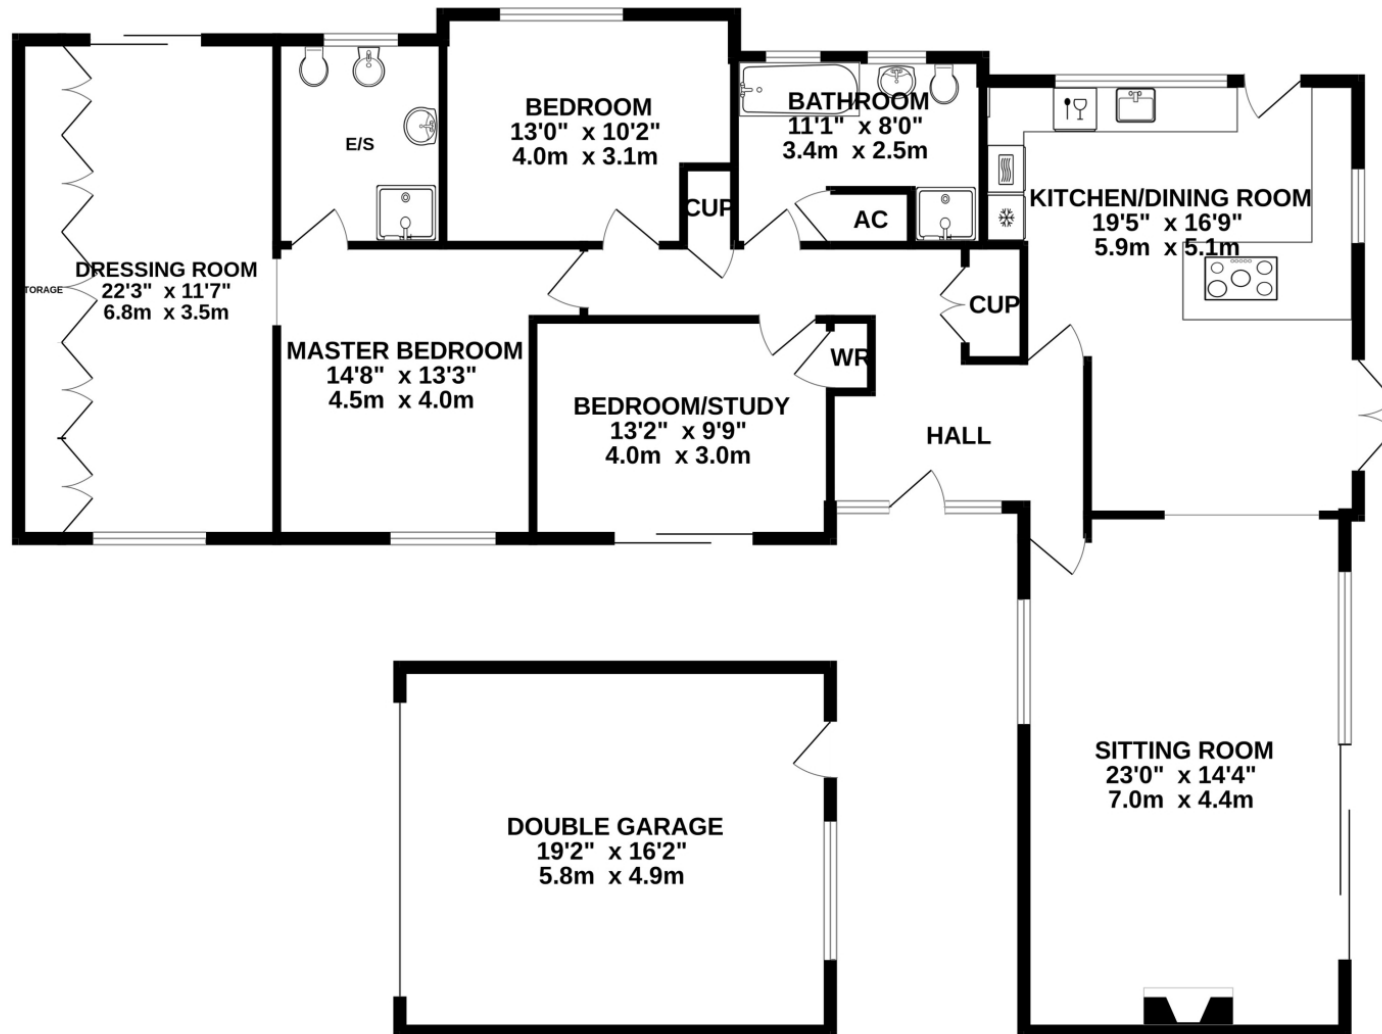 BEDROOM
13'0" x 10'2"
4.0m x 3.1m
BATHROOM
11'1" x 8'0"
3.4m x 2.5m
E/S
CUP
AC
KITCHEN/DINING ROOM
19'5" x 16'9"
5.9m x 5.1m
DRESSING ROOM
22'3" x 11'7"
6.8m x 3.5m
TORAGE
CUP
MASTER BEDROOM
14'8" x 13'3"
4.5m x 4.0m
WR
BEDROOM/STUDY
13'2" x 9'9"
4.0m x 3.0m
HALL
SITTING ROOM
23'0" x 14'4"
7.0m x 4.4m
DOUBLE GARAGE
19'2" x 16'2"
5.8m x 4.9m